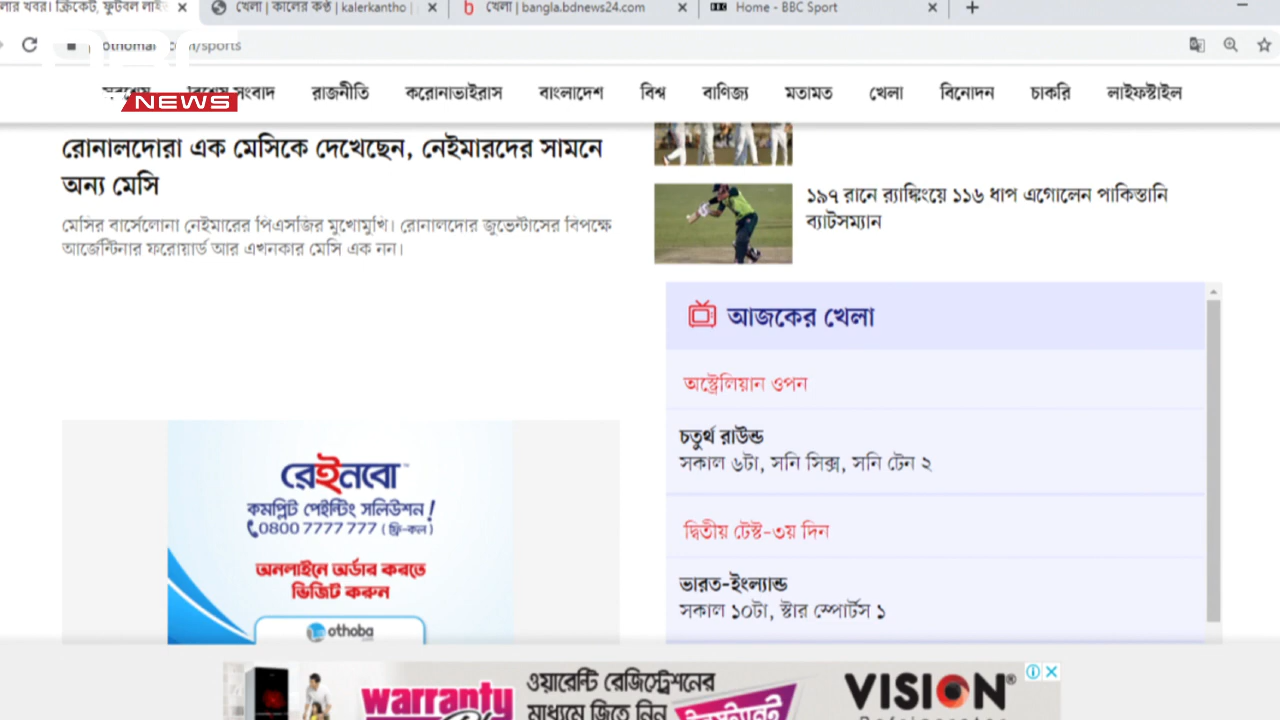 খেলা | কালের কণ্ঠ | kalerkantho |
খেলা | bangla.bdnews24.com
Home - BBC Sport
/sports
NEWS
রাজনীতি
করোনাভাইরাস
বাংলাদেশ
বিশ্ব
বাণিজ্য
মতামত
খেলা
বিনোদন
চাকরি
লাইফস্টাইল
রোনালদোরা এক মেসিকে দেখেছেন, নেইমারদের সামনে
অন্য মেসি
মেসির বার্সেলোনা নেইমারের পিএসজির মুখোমুখি। রোনালদোর জুভেন্টাসের বিপক্ষে
আর্জেন্টিনার ফরোয়ার্ড আর এখনকার মেসি এক নন।
১৯৭ রানে র‍্যাঙ্কিংয়ে ১১৬ ধাপ এগোলেন পাকিস্তানি
ব্যাটসম্যান
আজকের খেলা
অস্ট্রেলিয়ান ওপন
চতুর্থ রাউন্ড
সকাল ৬টা, সনি সিক্স, সনি টেন ২
দ্বিতীয় টেস্ট-৩য় দিন
ভারত-ইংল্যান্ড
সকাল ১০টা, স্টার স্পোর্টস ১
রেইনবো
কমপ্লিট পেইন্টিং সলিউশন!
0800 7777 777 (ফ্রি-কল)
অনলাইনে অর্ডার করতে
ভিজিট করুন
othoba
warranty
ওয়ারেন্টি রেজিস্ট্রেশনের
মাধ্যমে জিতে নিন
VISION®